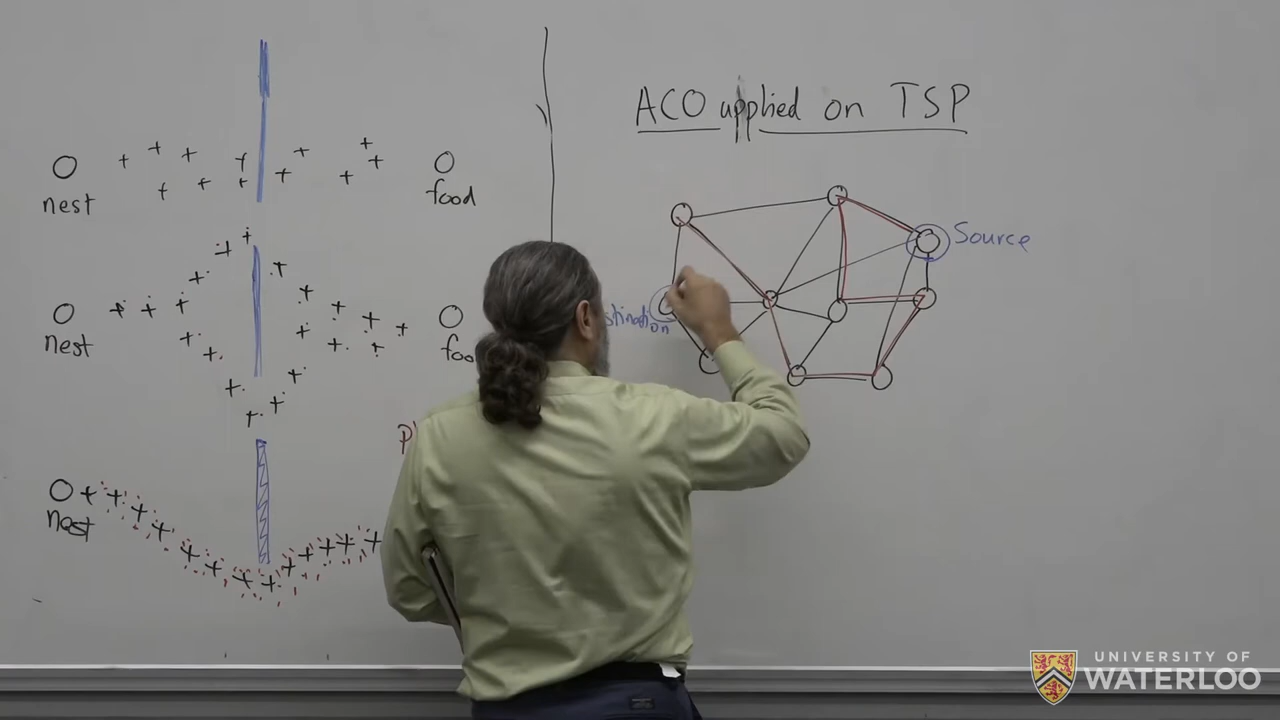 nest
food
nest
nest
ACO applied on TSP
Source
UNIVERSITY OF
WATERLOO